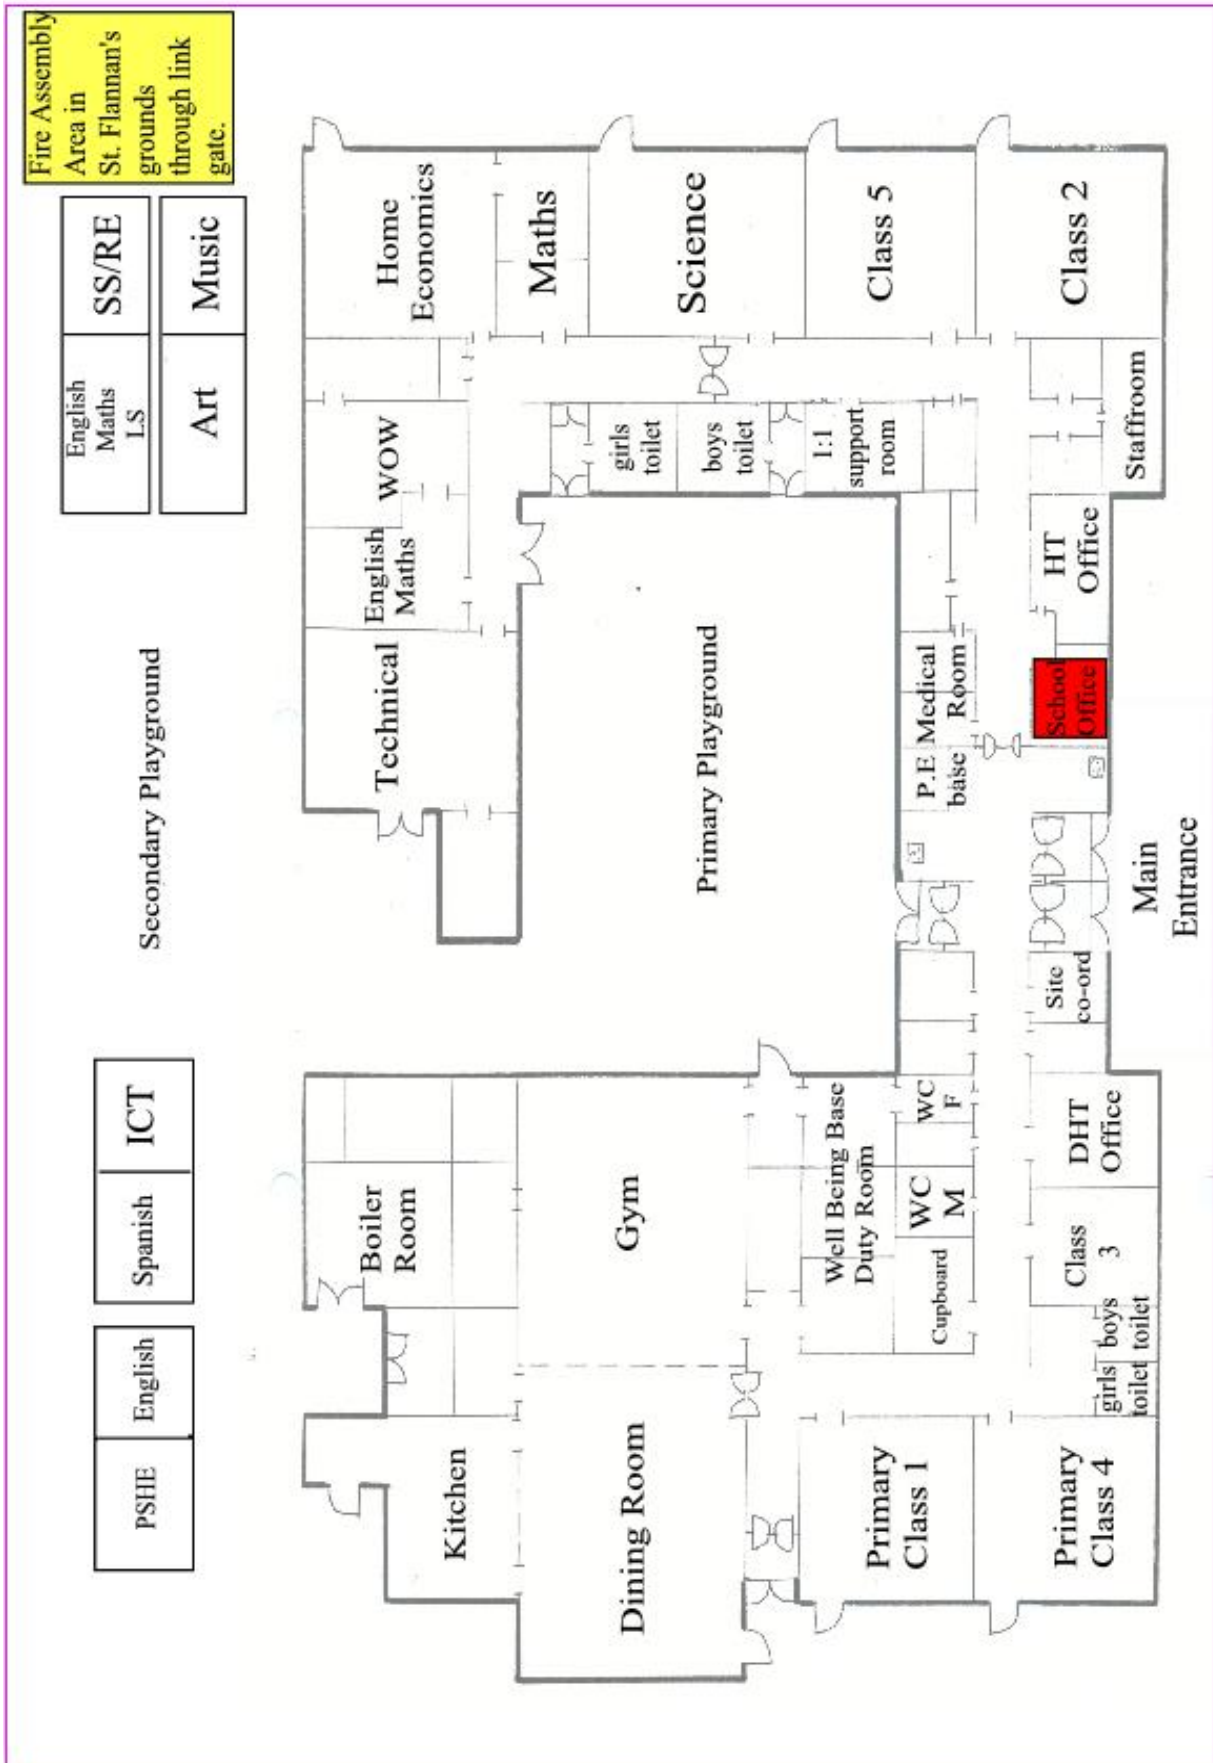 PSHE
English
Spanish
ICT
Secondary Playground
English
Maths
LS
SS/RE
Art
Music
Fire Assembly
Area in
St. Flannan's
grounds
through link
gate.
Kitchen
Boiler
Room
Technical
English
Maths
WOW
Home
Economics
Maths
Dining Room
Gym
Primary Playground
girls
toilet
boys
toilet
Science
1:1
support
room
Class 5
Primary
Class 1
Well Being Base
Duty Room
Cupboard
WC
M
WC
F
P.E
base
Medical
Room
Primary
Class 4
girls
toilet
boys
toilet
Class
3
DHT
Office
Site
co-ord
School
Office
HT
Office
Staffroom
Class 2
Main
Entrance